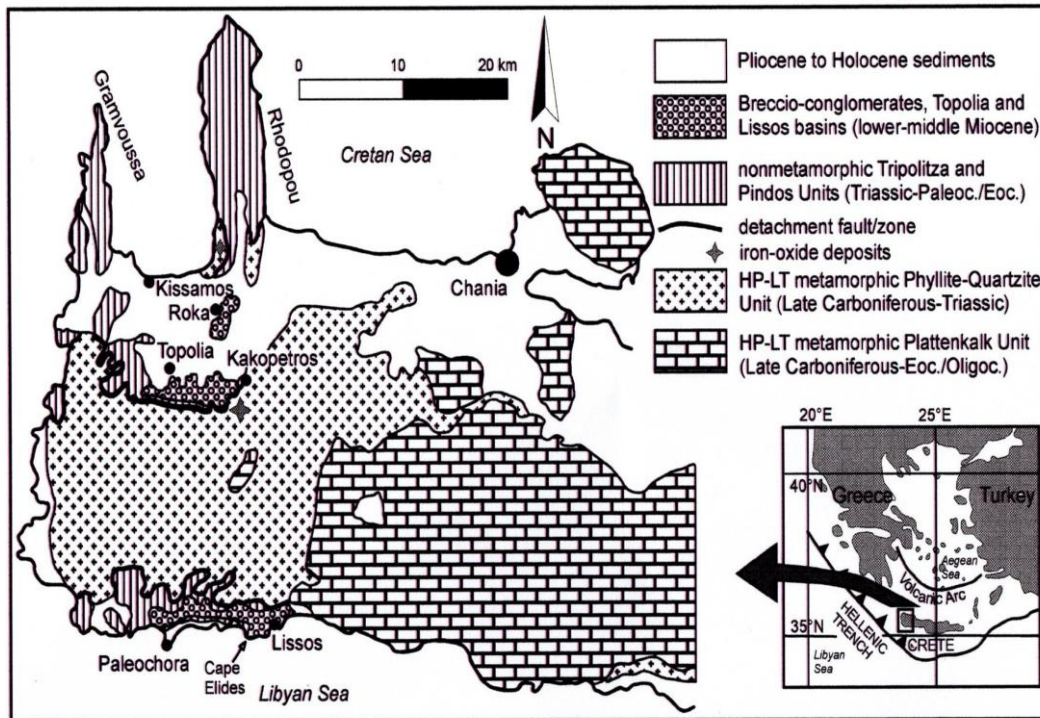 Gramvoussa
Rhodopou
0 10 20 km
N
Cretan Sea
Chania
Kissamos
Roka
Topolia
Kakopetros
Paleochora
Cape
Elides
Lissos
Libyan Sea
Pliocene to Holocene sediments
Breccio-conglomerates, Topolia and
Lissos basins (lower-middle Miocene)
nonmetamorphic Tripolitza and
Pindos Units (Triassic-Paleoc./Eoc.)
detachment fault/zone
iron-oxide deposits
HP-LT metamorphic Phyllite-Quartzite
Unit (Late Carboniferous-Triassic)
HP-LT metamorphic Plattenkalk Unit
(Late Carboniferous-Eoc./Oligoc.)
20°E 25°E
40°N
Greece
Turkey
Aegean
Sea
Volcanic Arc
HELLENIC
TRENCH
35°N
CRETE
Libyan
Sea